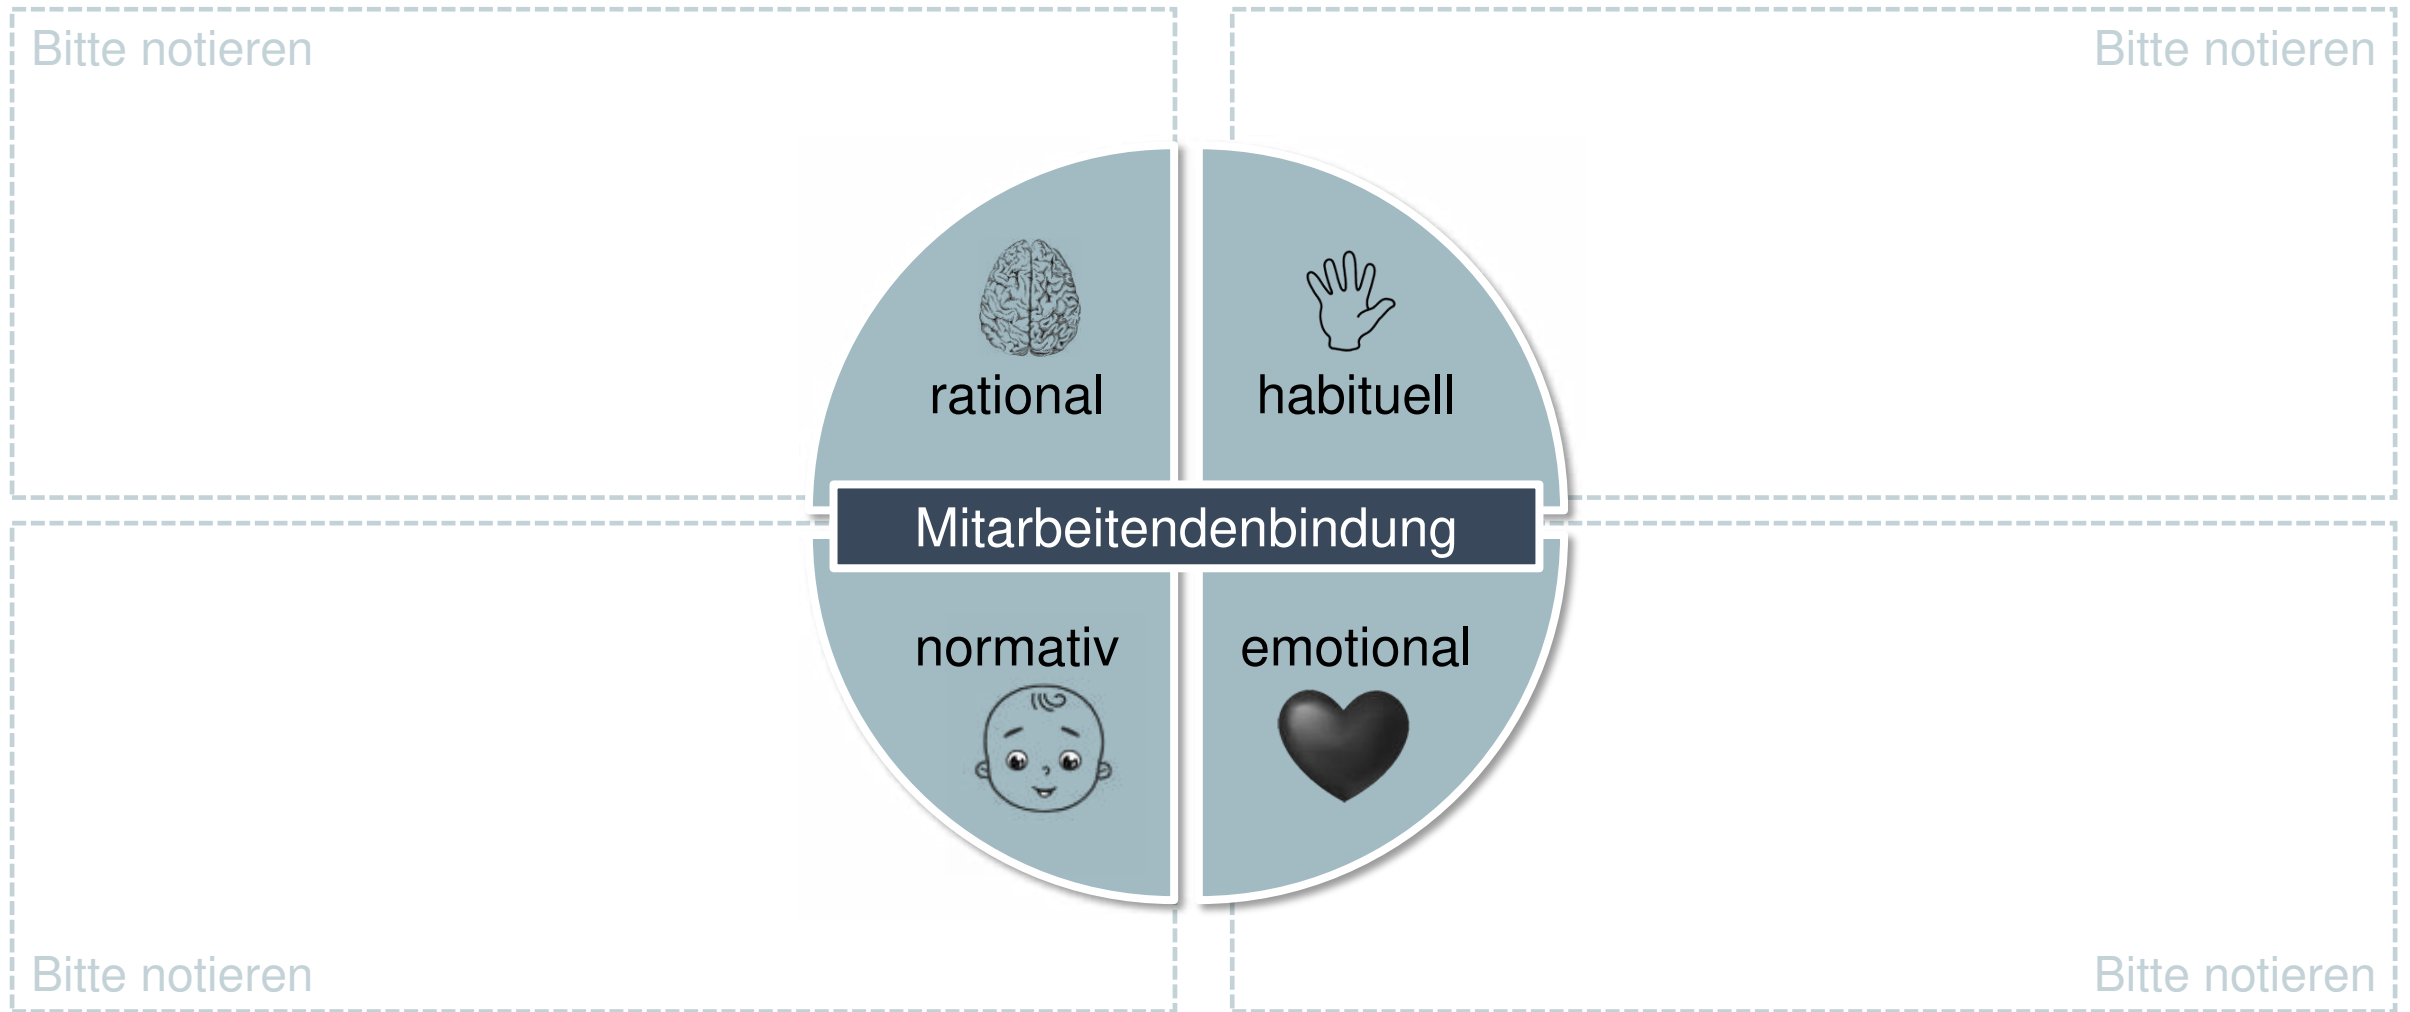 Bitte notieren
Bitte notieren
rational
habituell
Mitarbeitendenbindung
normativ
emotional
Bitte notieren
Bitte notieren